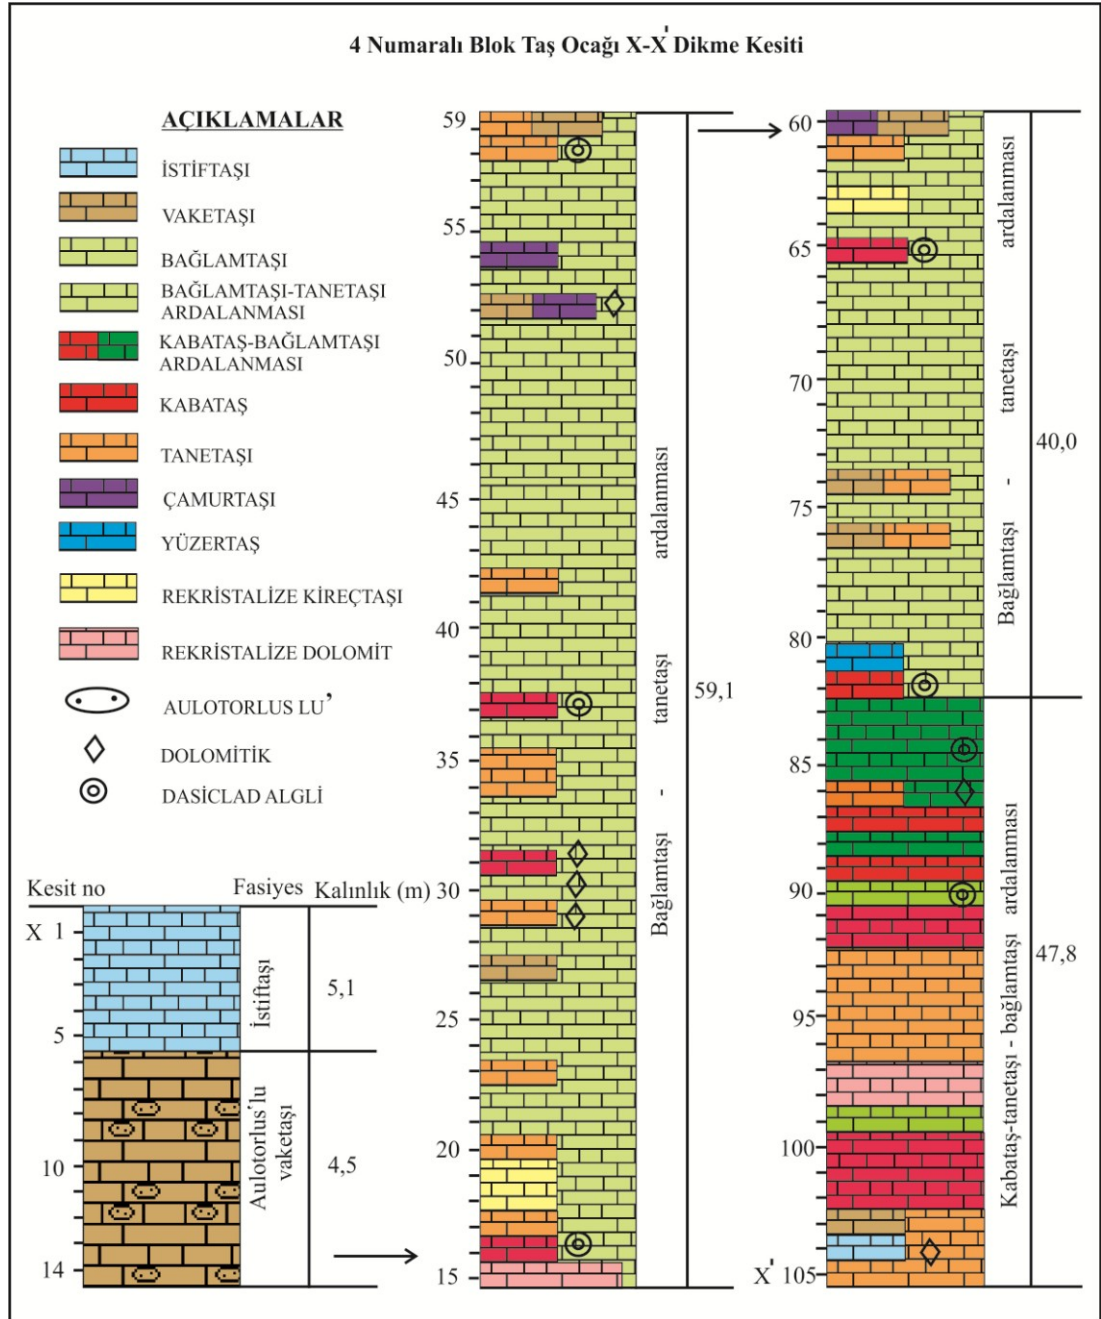 4 Numaralı Blok Taş Ocağı X-X' Dikme Kesiti
AÇIKLAMALAR
İSTİFTAŞI
VAKETAŞI
BAĞLAMTAŞI
BAĞLAMTAŞI-TANETAŞI
ARDALANMASI
KABATAŞ-BAĞLAMTAŞI
ARDALANMASI
KABATAŞ
TANETAŞI
ÇAMURTAŞI
YÜZERTAŞ
REKRİSTALİZE KİREÇTAŞI
REKRİSTALİZE DOLOMİT
AULOTORLUS LU'
DOLOMİTİK
DASİCLAD ALGLİ
Kesit no
Fasiyes
Kalınlık (m)
X 1
5
10
14
İstiftaşı
5,1
Aulotorlus'lu
vaketaşı
4,5
59
55
50
45
40
35
30
25
20
15
Bağlamtaşı - tanetaşı ardalanması
59,1
60
65
70
75
80
85
90
95
100
X' 105
Bağlamtaşı - tanetaşı ardalanması
40,0
Kabataş-tanetaşı - bağlamtaşı ardalanması
47,8